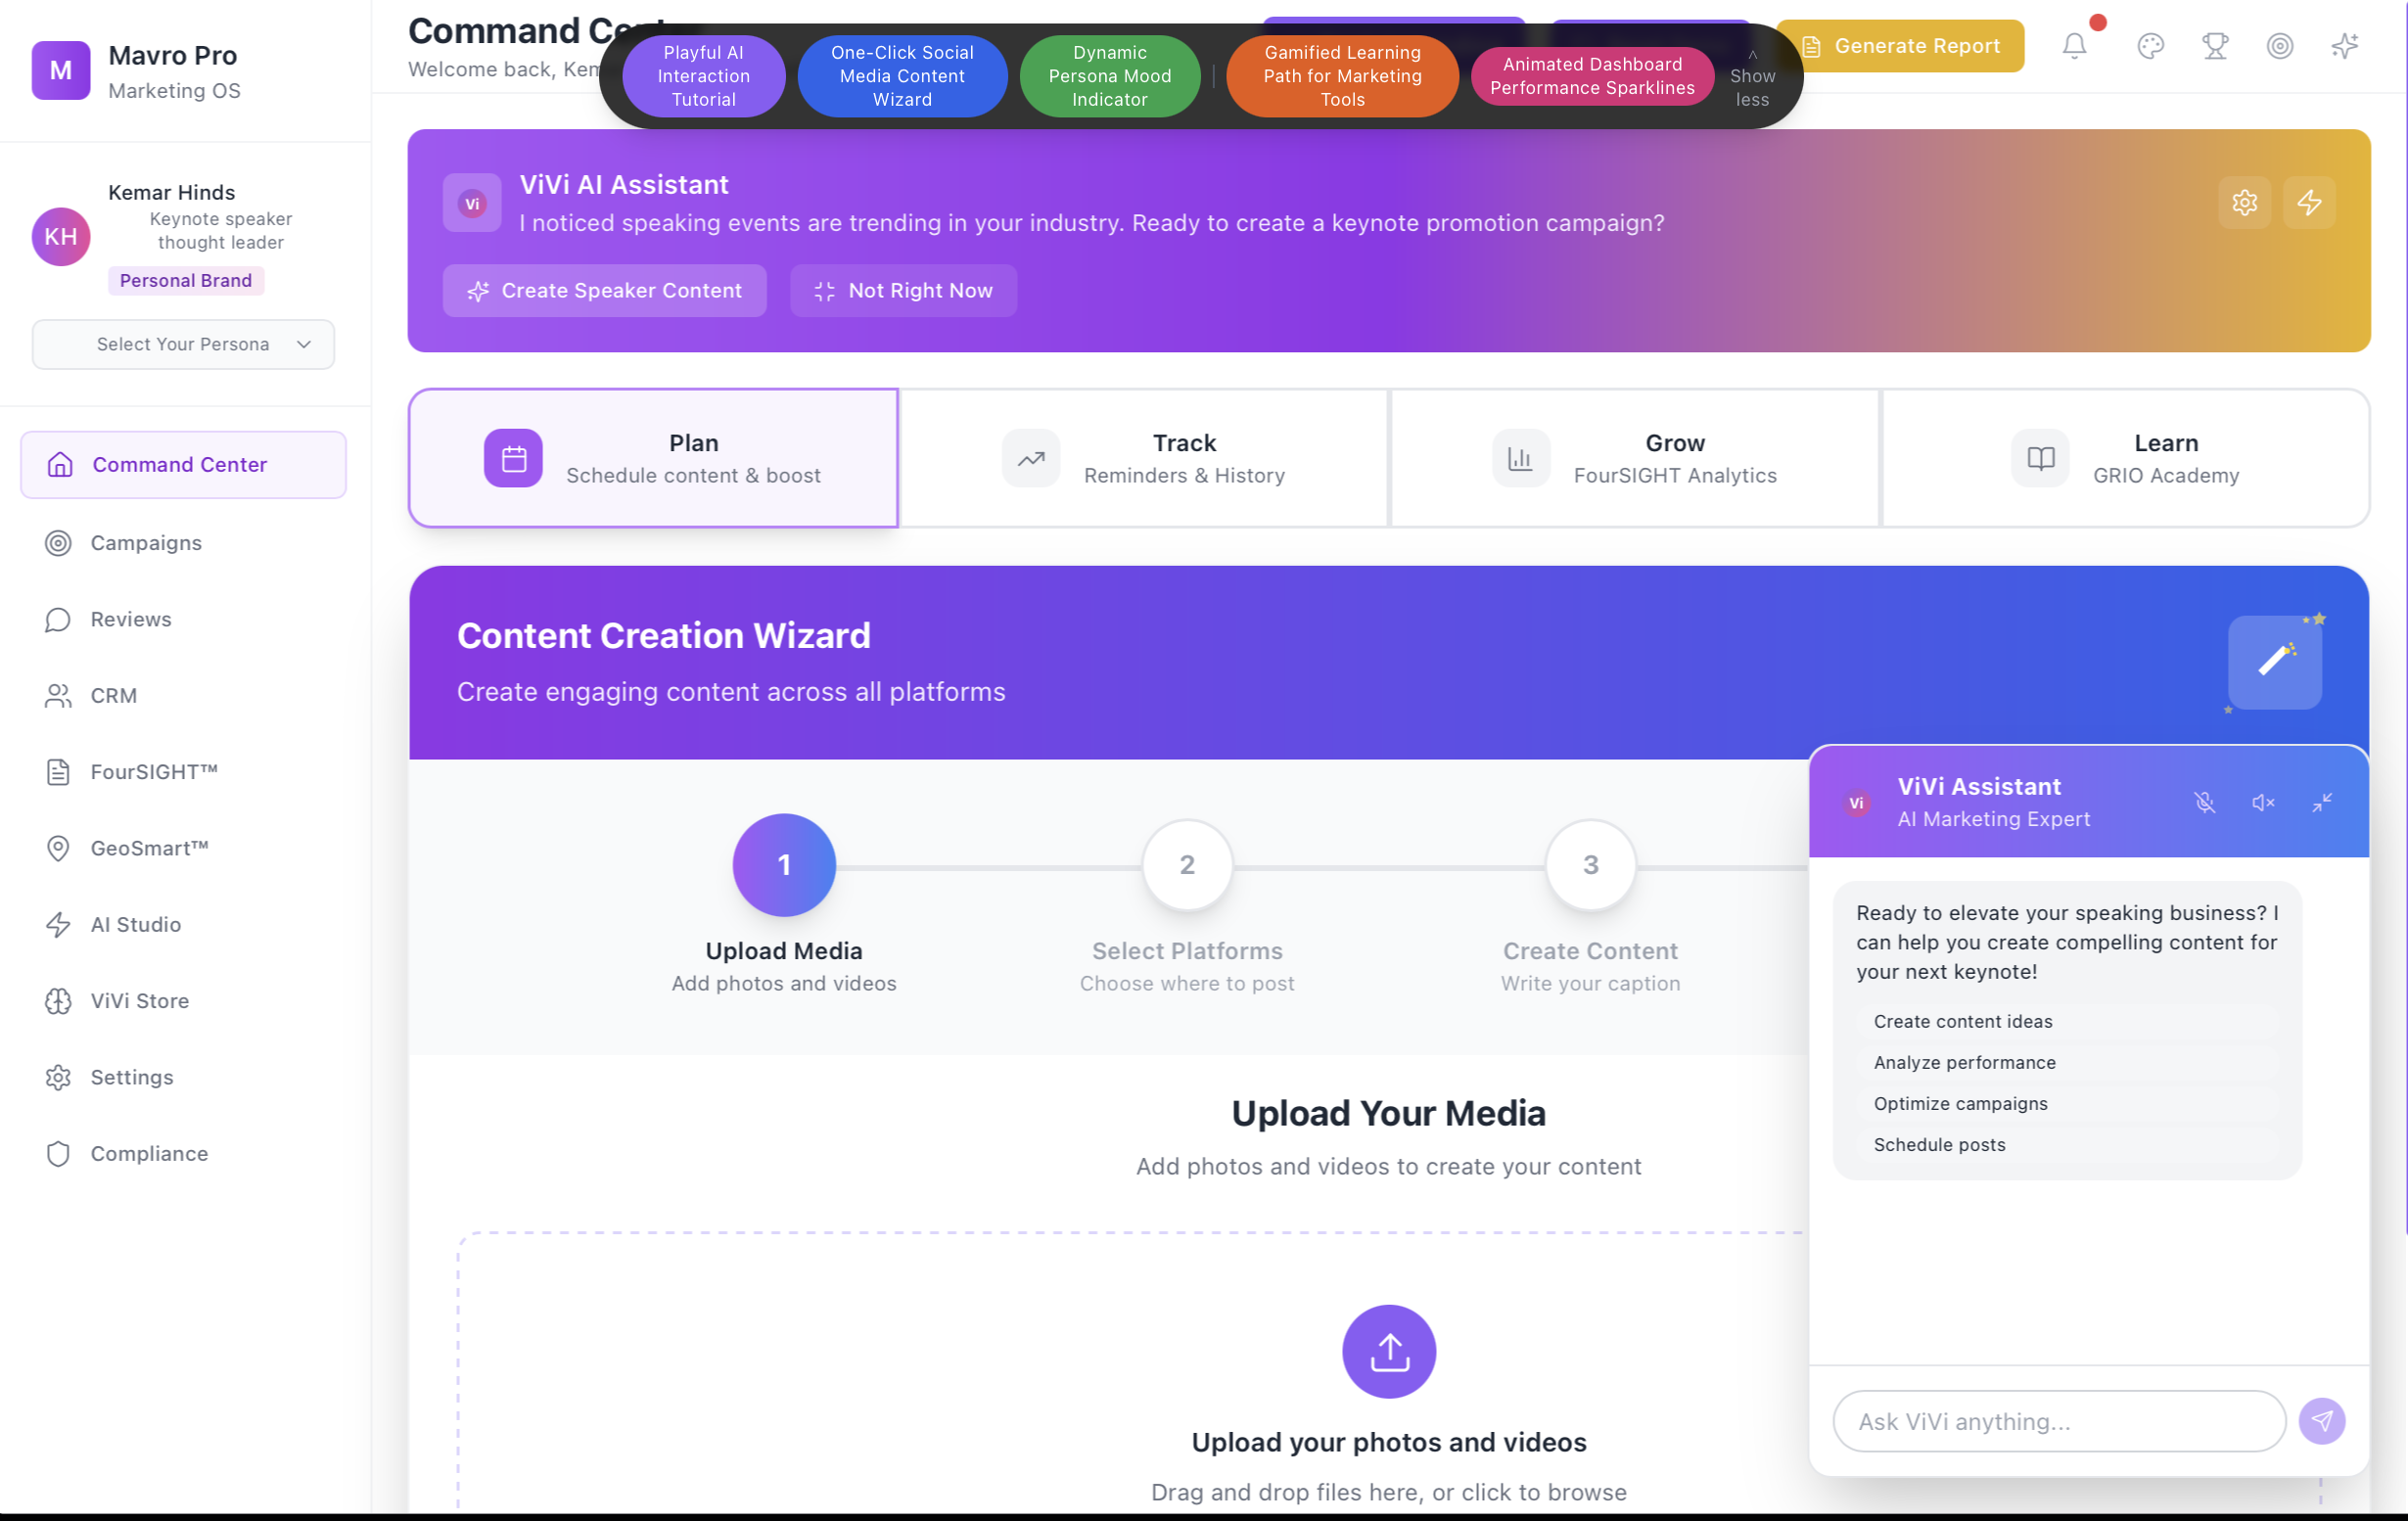 M
Mavro Pro
Marketing OS
KH
Kemar Hinds
Keynote speaker
thought leader
Personal Brand
Select Your Persona
Command Center
Campaigns
Reviews
CRM
FourSIGHT™
GeoSmart™
AI Studio
ViVi Store
Settings
Compliance
Command
Welcome back,
Playful AI
Interaction
Tutorial
One-Click Social
Media Content
Wizard
Dynamic
Persona Mood
Indicator
Gamified Learning
Path for Marketing
Tools
Animated Dashboard
Performance Sparklines
^
Show
less
Generate Report
Vi
ViVi AI Assistant
I noticed speaking events are trending in your industry. Ready to create a keynote promotion campaign?
Create Speaker Content
Not Right Now
Plan
Schedule content & boost
Track
Reminders & History
Grow
FourSIGHT Analytics
Learn
GRIO Academy
Content Creation Wizard
Create engaging content across all platforms
1
Upload Media
Add photos and videos
2
Select Platforms
Choose where to post
3
Create Content
Write your caption
Upload Your Media
Add photos and videos to create your content
Upload your photos and videos
Drag and drop files here, or click to browse
Vi
ViVi Assistant
AI Marketing Expert
Ready to elevate your speaking business? I
can help you create compelling content for
your next keynote!
Create content ideas
Analyze performance
Optimize campaigns
Schedule posts
Ask ViVi anything...